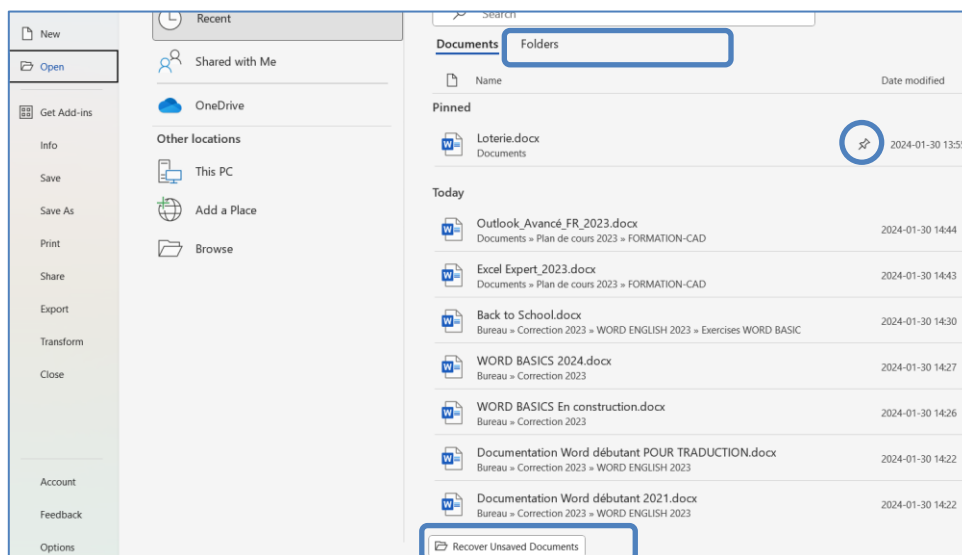 New
Open
Get Add-ins
Info
Save
Save As
Print
Share
Export
Transform
Close
Account
Feedback
Options
Recent
Shared with Me
OneDrive
Other locations
This PC
Add a Place
Browse
Search
Documents Folders
Name Date modified
Pinned
Loterie.docx
Documents
2024-01-30 13:55
Today
Outlook_Avancé_FR_2023.docx
Documents » Plan de cours 2023 » FORMATION-CAD
2024-01-30 14:44
Excel Expert_2023.docx
Documents » Plan de cours 2023 » FORMATION-CAD
2024-01-30 14:43
Back to School.docx
Bureau » Correction 2023 » WORD ENGLISH 2023 » Exercises WORD BASIC
2024-01-30 14:30
WORD BASICS 2024.docx
Bureau » Correction 2023
2024-01-30 14:27
WORD BASICS En construction.docx
Bureau » Correction 2023
2024-01-30 14:26
Documentation Word débutant POUR TRADUCTION.docx
Bureau » Correction 2023 » WORD ENGLISH 2023
2024-01-30 14:22
Documentation Word débutant 2021.docx
Bureau » Correction 2023 » WORD ENGLISH 2023
2024-01-30 14:22
Recover Unsaved Documents